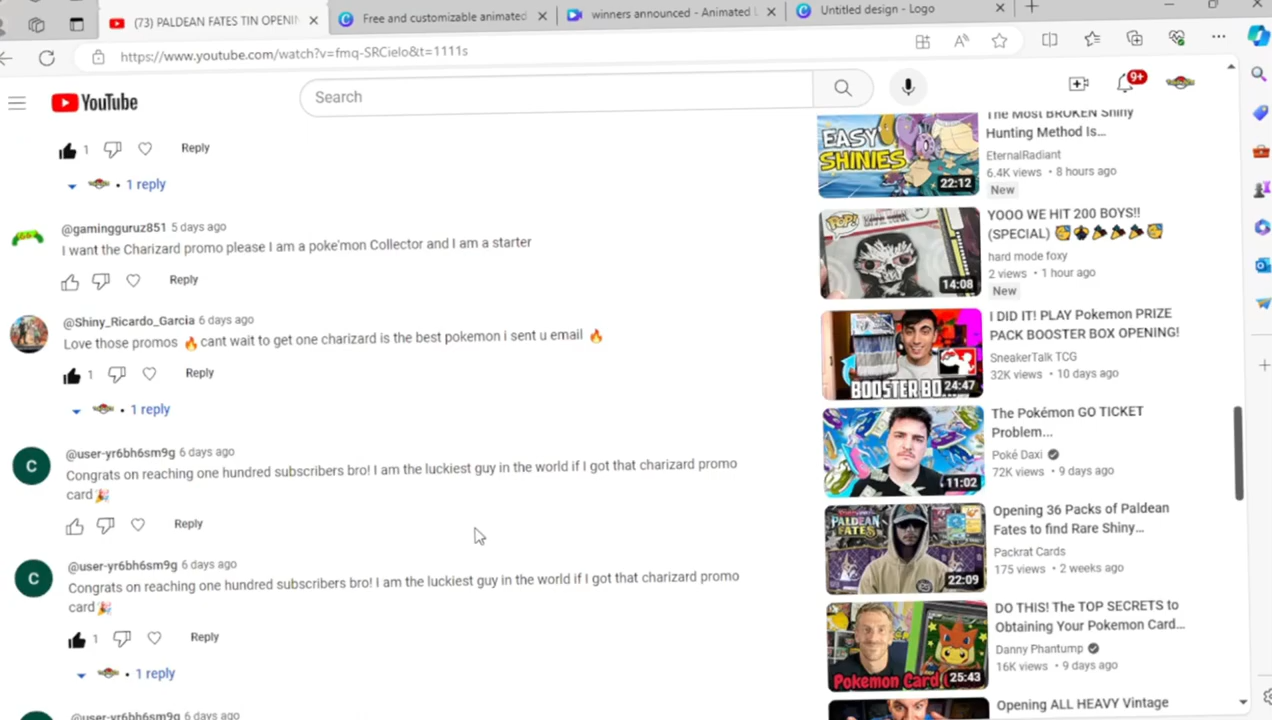 (73) PALDEAN FATES TIN OPENIN
Free and customizable animated
winners announced - Animated
Untitled design - Logo
https://www.youtube.com/watch?v=fmq-SRCielo&t=1111s
YouTube
Search
9+
1
Reply
1 reply
@gamingguruz851 5 days ago
I want the Charizard promo please I am a poke'mon Collector and I am a starter
Reply
@Shiny_Ricardo_Garcia 6 days ago
Love those promos 🔥cant wait to get one charizard is the best pokemon i sent u email 🔥
1
Reply
1 reply
C
@user-yr6bh6sm9g 6 days ago
Congrats on reaching one hundred subscribers bro! I am the luckiest guy in the world if I got that charizard promo
card🎉
Reply
C
@user-yr6bh6sm9g 6 days ago
Congrats on reaching one hundred subscribers bro! I am the luckiest guy in the world if I got that charizard promo
card🎉
1
Reply
1 reply
@user-yr6bh6sm9g 6 days ago
EASY
SHINIES
22:12
The Most BROKEN Shiny
Hunting Method Is...
EternalRadiant
6.4K views • 8 hours ago
New
POP!
14:08
YOOO WE HIT 200 BOYS!!
(SPECIAL)
hard mode foxy
2 views • 1 hour ago
New
BOOSTER BO
24:47
I DID IT! PLAY Pokemon PRIZE
PACK BOOSTER BOX OPENING!
SneakerTalk TCG
32K views • 10 days ago
11:02
The Pokémon GO TICKET
Problem...
Poké Daxi
72K views • 9 days ago
PALDEAN
FATES
22:09
Opening 36 Packs of Paldean
Fates to find Rare Shiny...
Packrat Cards
175 views • 2 weeks ago
Pokemon Card
25:43
DO THIS! The TOP SECRETS to
Obtaining Your Pokemon Card...
Danny Phantump
16K views • 9 days ago
Opening ALL HEAVY Vintage